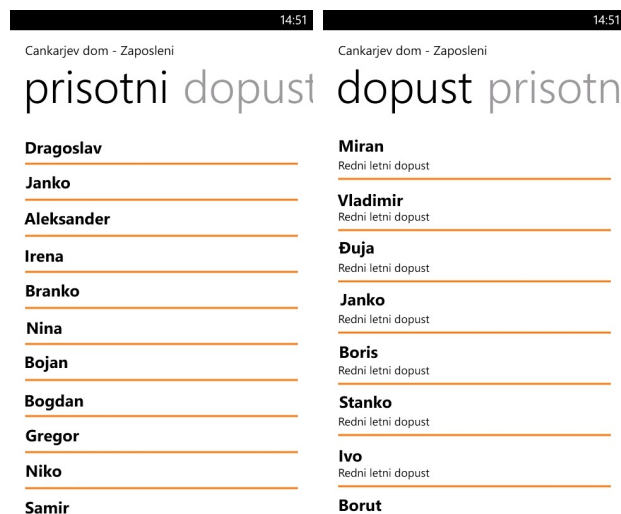 14:51
Cankarjev dom - Zaposleni
prisotni dopust
Dragoslav
Janko
Aleksander
Irena
Branko
Nina
Bojan
Bogdan
Gregor
Niko
Samir
14:51
Cankarjev dom - Zaposleni
dopust prisotn
Miran
Redni letni dopust
Vladimir
Redni letni dopust
Đuja
Redni letni dopust
Janko
Redni letni dopust
Boris
Redni letni dopust
Stanko
Redni letni dopust
Ivo
Redni letni dopust
Borut